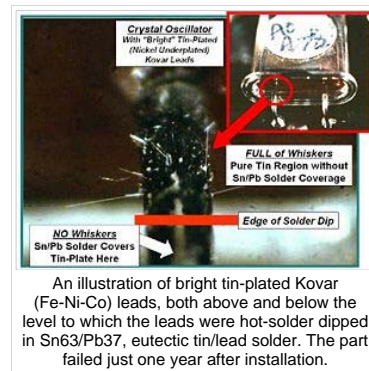 Crystal Oscillator
With "Bright" Tin-Plated
(Nickel Underplated)
Kovar Leads
FULL of Whiskers
Pure Tin Region without
Sn/Pb Solder Coverage
Edge of Solder Dip
NO Whiskers
Sn/Pb Solder Covers
Tin-Plate Here
An illustration of bright tin-plated Kovar
(Fe-Ni-Co) leads, both above and below the
level to which the leads were hot-solder dipped
in Sn63/Pb37, eutectic tin/lead solder. The part
failed just one year after installation.